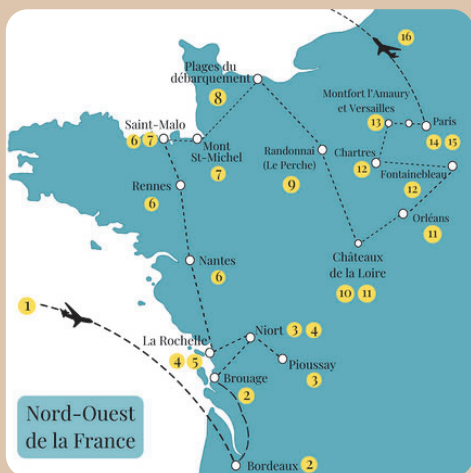 16
Plages du
débarquement
8
Montfort l'Amaury
et Versailles
13
Paris
14 15
Saint-Malo
6 7
Mont
St-Michel
7
Randonnai
(Le Perche)
9
Chartres
12
Fontainebleau
12
Rennes
6
Orléans
11
Nantes
6
Châteaux
de la Loire
10 11
1
La Rochelle
4 5
Niort 3 4
Pioussay
3
Brouage
2
Nord-Ouest
de la France
Bordeaux 2